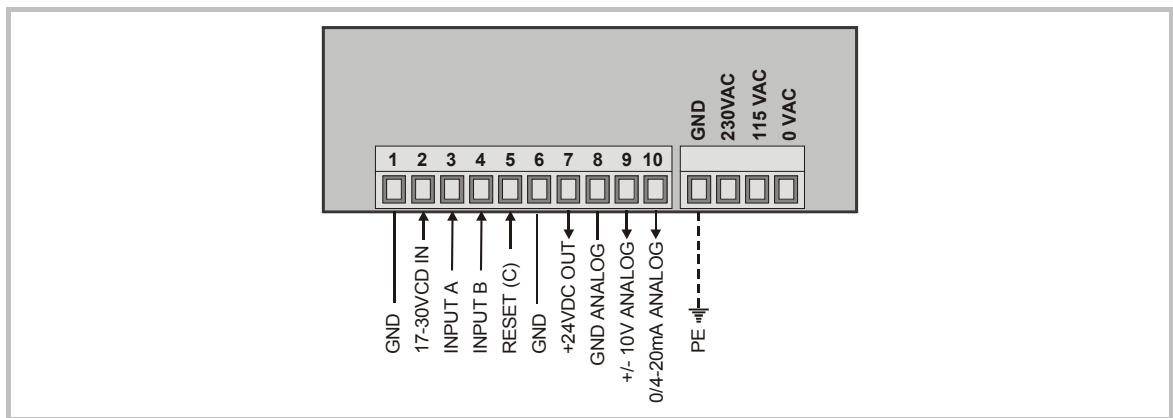 GND
230VAC
115 VAC
0 VAC
1 2 3 4 5 6 7 8 9 10
GND
17-30VCD IN
INPUT A
INPUT B
RESET (C)
GND
+24VDC OUT
GND ANALOG
+/- 10V ANALOG
0/4-20mA ANALOG
PE